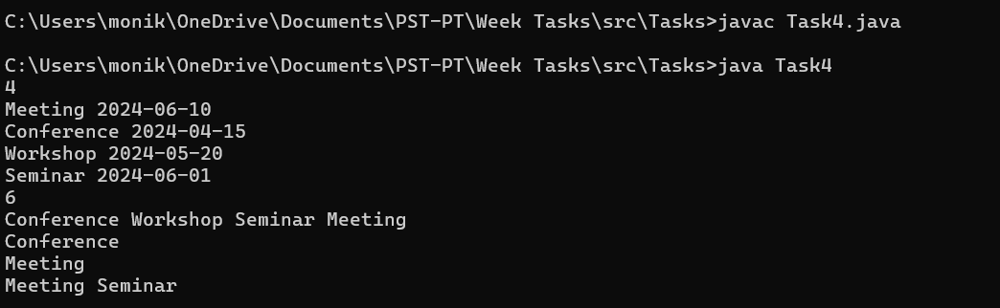 C:\Users\monik\OneDrive\Documents\PST-PT\Week Tasks\src\Tasks>javac Task4.java
C:\Users\monik\OneDrive\Documents\PST-PT\Week Tasks\src\Tasks>java Task4
4
Meeting 2024-06-10
Conference 2024-04-15
Workshop 2024-05-20
Seminar 2024-06-01
6
Conference Workshop Seminar Meeting
Conference
Meeting
Meeting Seminar